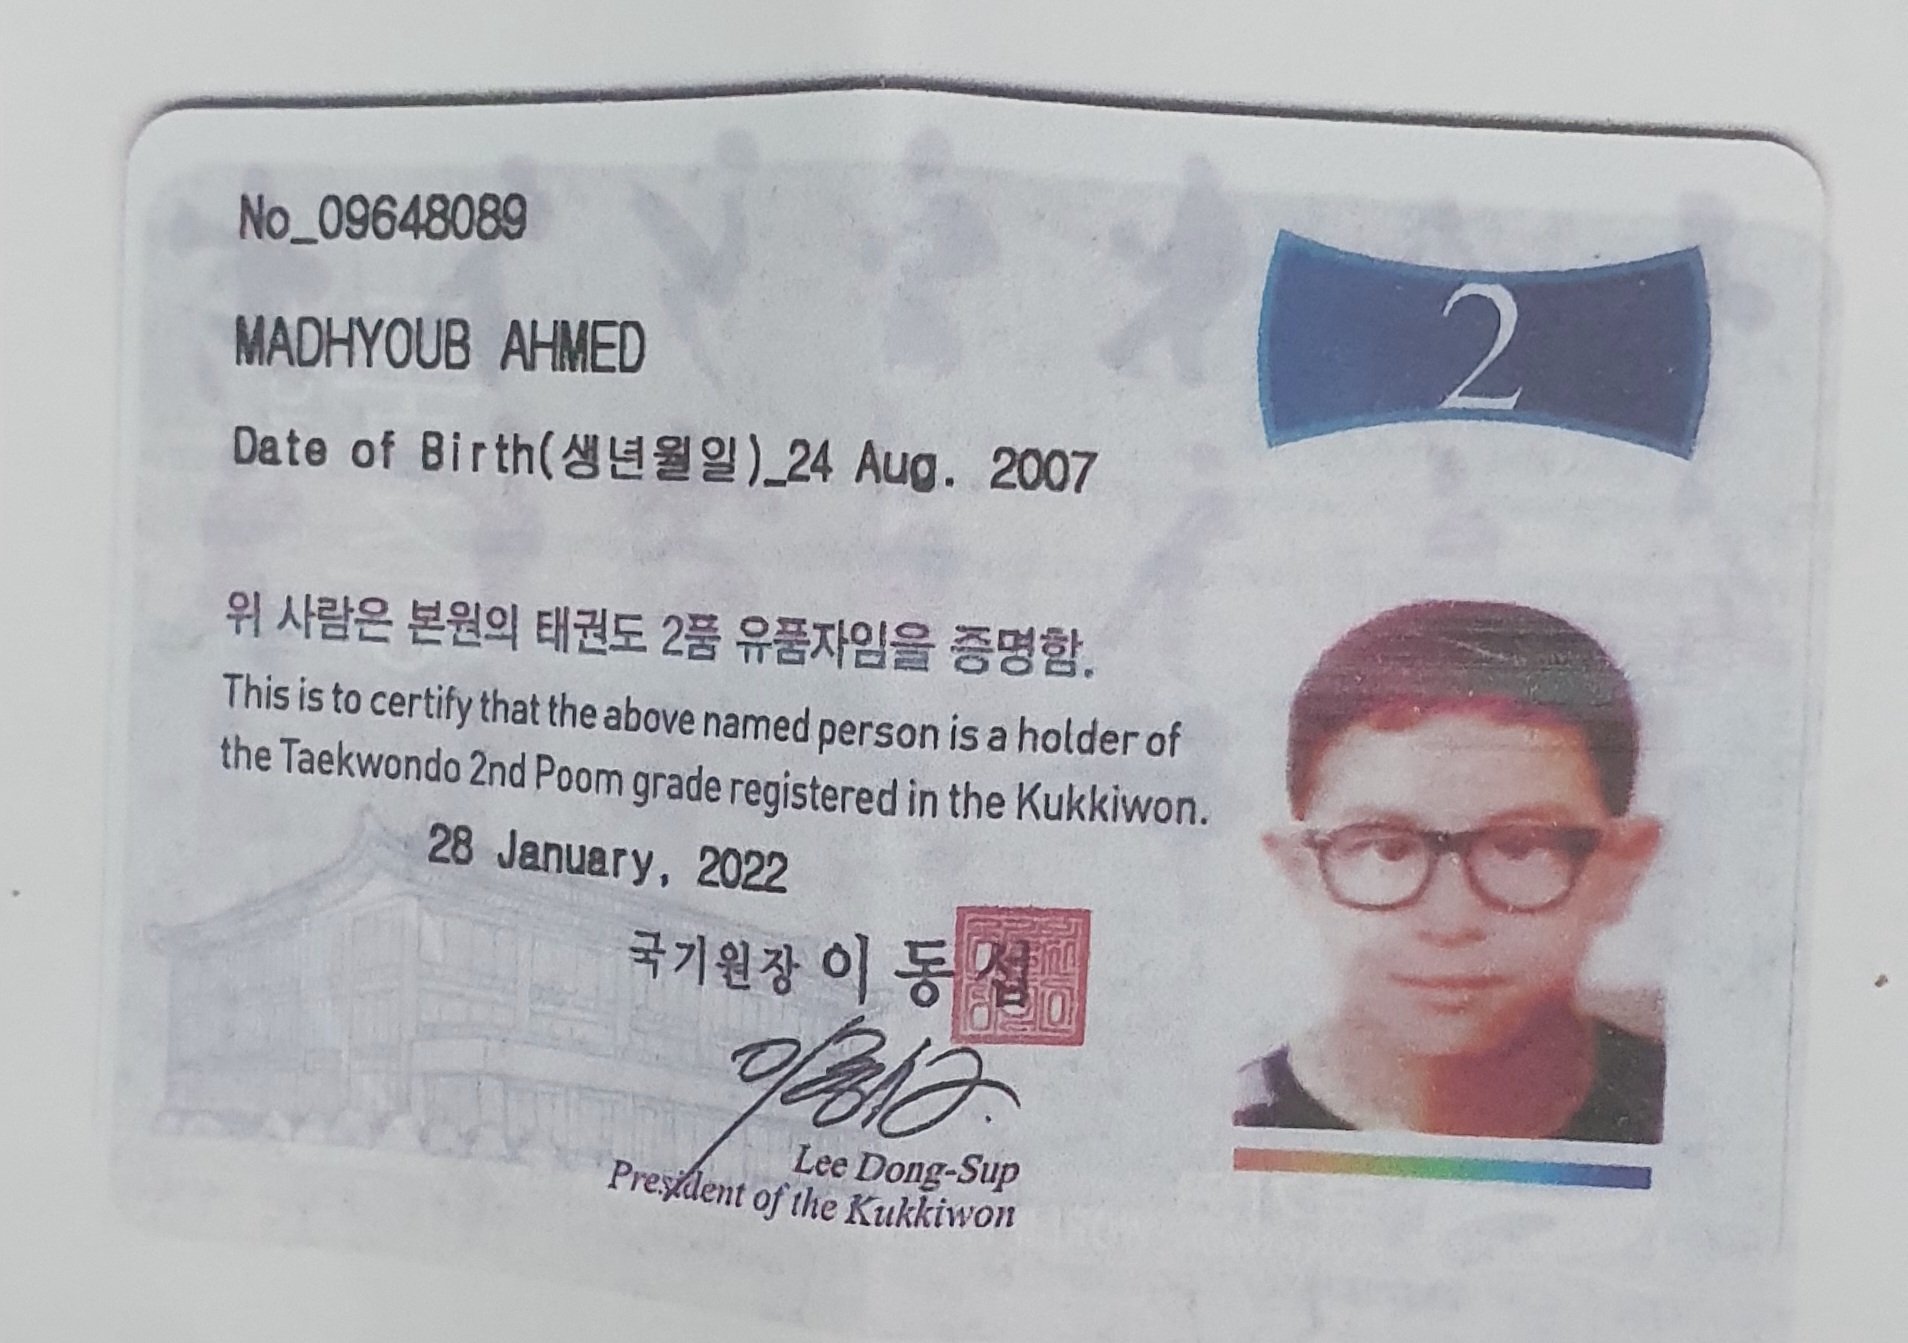 No_09648089
2
MADHYOUB AHMED
Date of Birth(생년월일)_24 Aug. 2007
위 사람은 본원의 태권도 2품 유품자임을 증명함.
This is to certify that the above named person is a holder of
the Taekwondo 2nd Poom grade registered in the Kukkiwon.
28 January, 2022
국기원장 이 동 섭
Lee Dong-Sup
President of the Kukkiwon